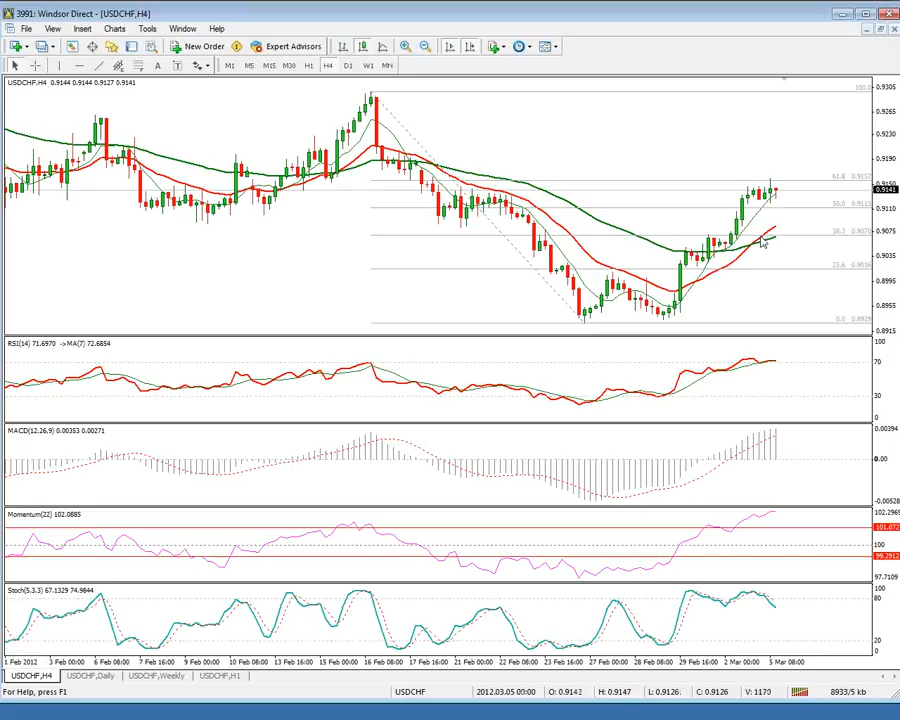 3991: Windsor Direct - [USDCHF,H4]
File View Insert Charts Tools Window Help
New Order Expert Advisors
A T M1 M5 M15 M30 H1 H4 D1 W1 MN
USDCHF,H4 0.9144 0.9144 0.9127 0.9141
100.0
0.9305
0.9265
0.9230
0.9190
61.8 0.9157
0.9150
0.9141
50.0 0.9113
0.9110
38.2 0.9070
0.9075
0.9035
23.6 0.9016
0.8995
0.8955
0.0 0.8929
0.8915
RSI(14) 71.6970 ->MA(7) 72.6854
100
70
30
0
MACD(12,26,9) 0.00353 0.00271
0.00394
0.00
-0.00528
Momentum(22) 102.0885
102.2969
101.072
100
99.2912
97.7109
Stoch(5,3,3) 67.1329 74.9844
100
80
20
0
1 Feb 2012 3 Feb 00:00 6 Feb 08:00 7 Feb 16:00 9 Feb 00:00 10 Feb 08:00 13 Feb 16:00 15 Feb 00:00 16 Feb 08:00 17 Feb 16:00 21 Feb 00:00 22 Feb 08:00 23 Feb 16:00 27 Feb 00:00 28 Feb 08:00 29 Feb 16:00 2 Mar 00:00 5 Mar 08:00
USDCHF,H4 USDCHF,Daily USDCHF,Weekly USDCHF,H1
For Help, press F1 USDCHF 2012.03.05 00:00 O: 0.9142 H: 0.9147 L: 0.9126 C: 0.9126 V: 1170 8933/5 kb